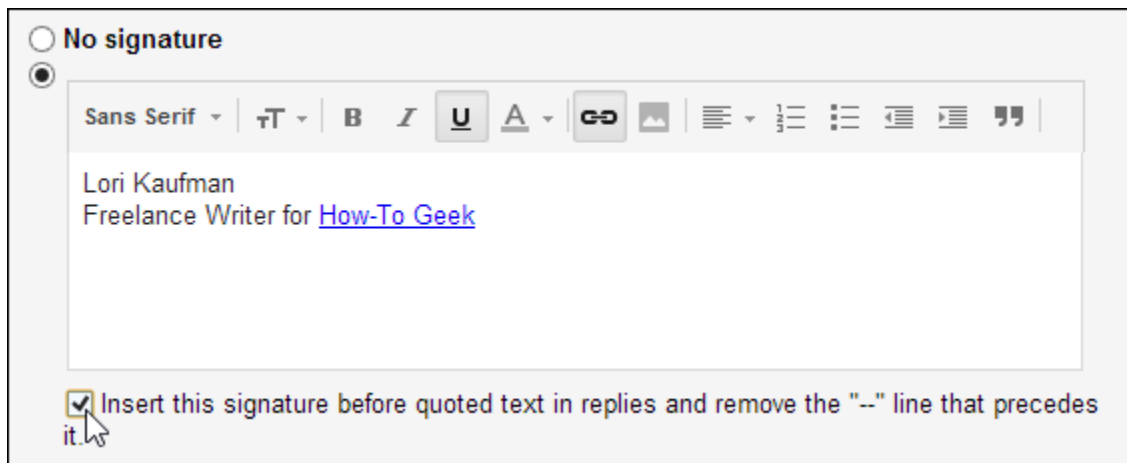 No signature
Sans Serif T B I U A
Lori Kaufman
Freelance Writer for How-To Geek
Insert this signature before quoted text in replies and remove the "--" line that precedes
it.